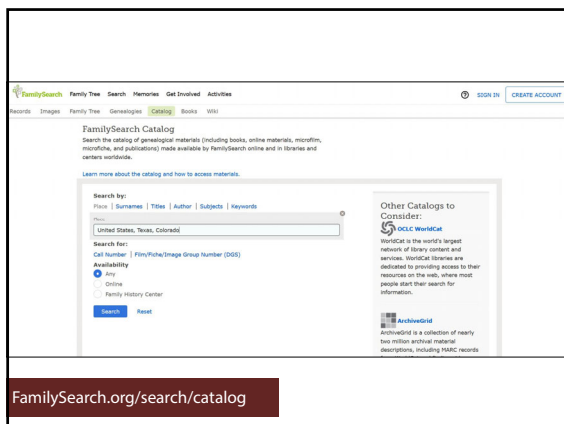 FamilySearch Family Tree Search Memories Get Involved Activities SIGN IN CREATE ACCOUNT
Records Images Family Tree Genealogies Catalog Books Wiki
FamilySearch Catalog
Search the catalog of genealogical materials (including books, online materials, microfilm,
microfiche, and publications) made available by FamilySearch online and in libraries and
centers worldwide.
Learn more about the catalog and how to access materials.
Search by:
Place | Surnames | Titles | Author | Subjects | Keywords
Place
United States, Texas, Colorado
Search for:
Call Number | Film/Fiche/Image Group Number (DGS)
Availability
Any
Online
Family History Center
Search Reset
Other Catalogs to
Consider:
OCLC WorldCat
WorldCat is the world's largest
network of library content and
services. WorldCat libraries are
dedicated to providing access to their
resources on the web, where most
people start their search for
information.
ArchiveGrid
ArchiveGrid is a collection of nearly
two million archival material
descriptions, including MARC records
FamilySearch.org/search/catalog